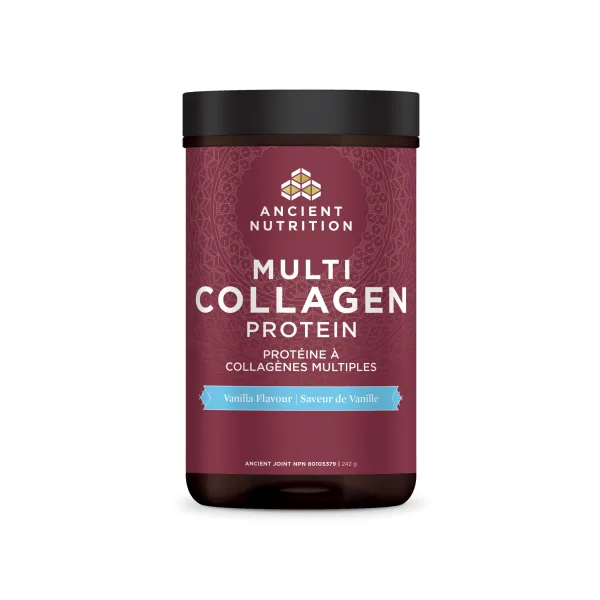 ANCIENT
NUTRITION
MULTI
COLLAGEN
PROTEIN
PROTÉINE À
COLLAGÈNES MULTIPLES
Vanilla Flavour | Saveur de Vanille
ANCIENT JOINT NPN 80105379 | 242 g